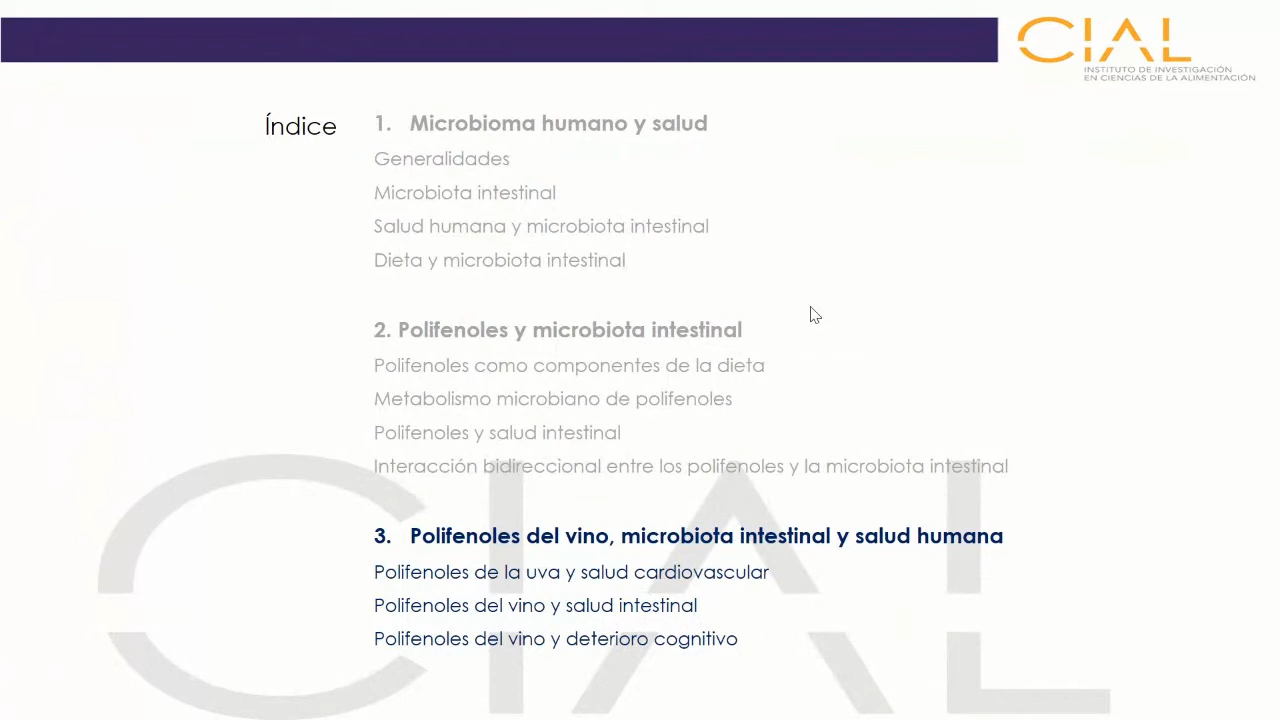 CIAL
INSTITUTO DE INVESTIGACIÓN
EN CIENCIAS DE LA ALIMENTACIÓN
Índice
1. Microbioma humano y salud
Generalidades
Microbiota intestinal
Salud humana y microbiota intestinal
Dieta y microbiota intestinal
2. Polifenoles y microbiota intestinal
Polifenoles como componentes de la dieta
Metabolismo microbiano de polifenoles
Polifenoles y salud intestinal
Interacción bidireccional entre los polifenoles y la microbiota intestinal
3. Polifenoles del vino, microbiota intestinal y salud humana
Polifenoles de la uva y salud cardiovascular
Polifenoles del vino y salud intestinal
Polifenoles del vino y deterioro cognitivo
CIAL